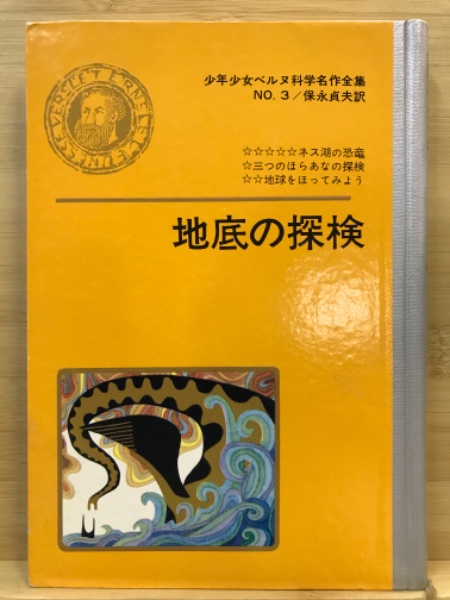 少年少女ベルヌ科学名作全集
NO. 3／保永貞夫訳
☆☆☆☆☆ネス湖の恐竜
☆三つのほらあなの探検
☆☆地球をほってみよう
地底の探検